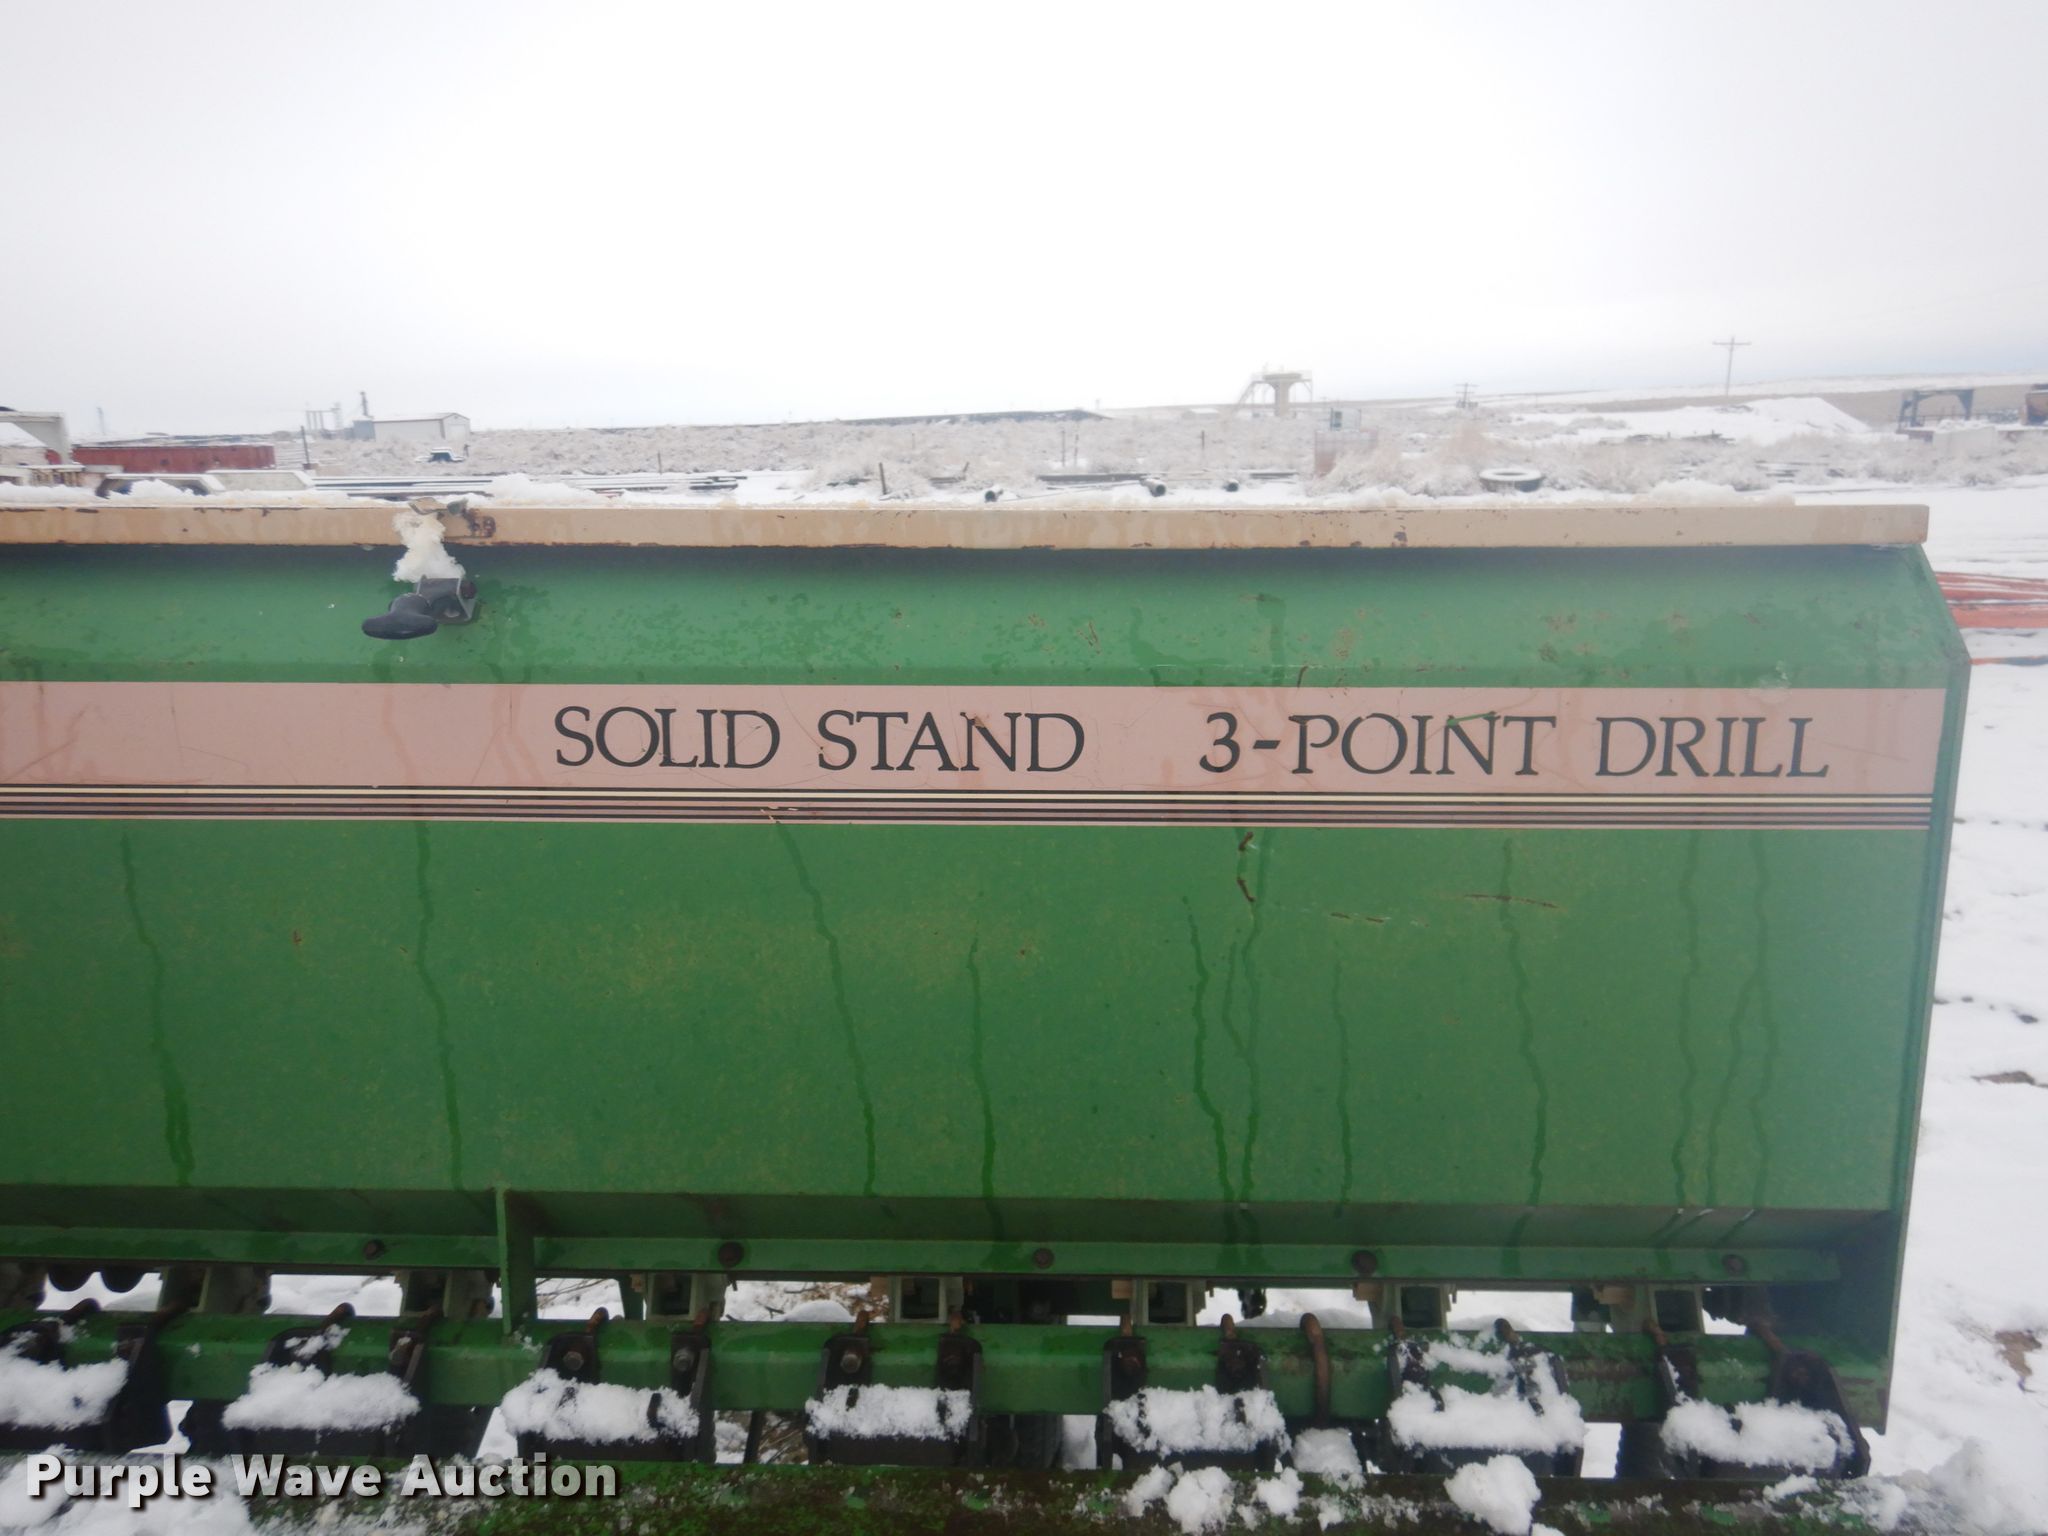 SOLID STAND 3-POINT DRILL
Purple Wave Auction